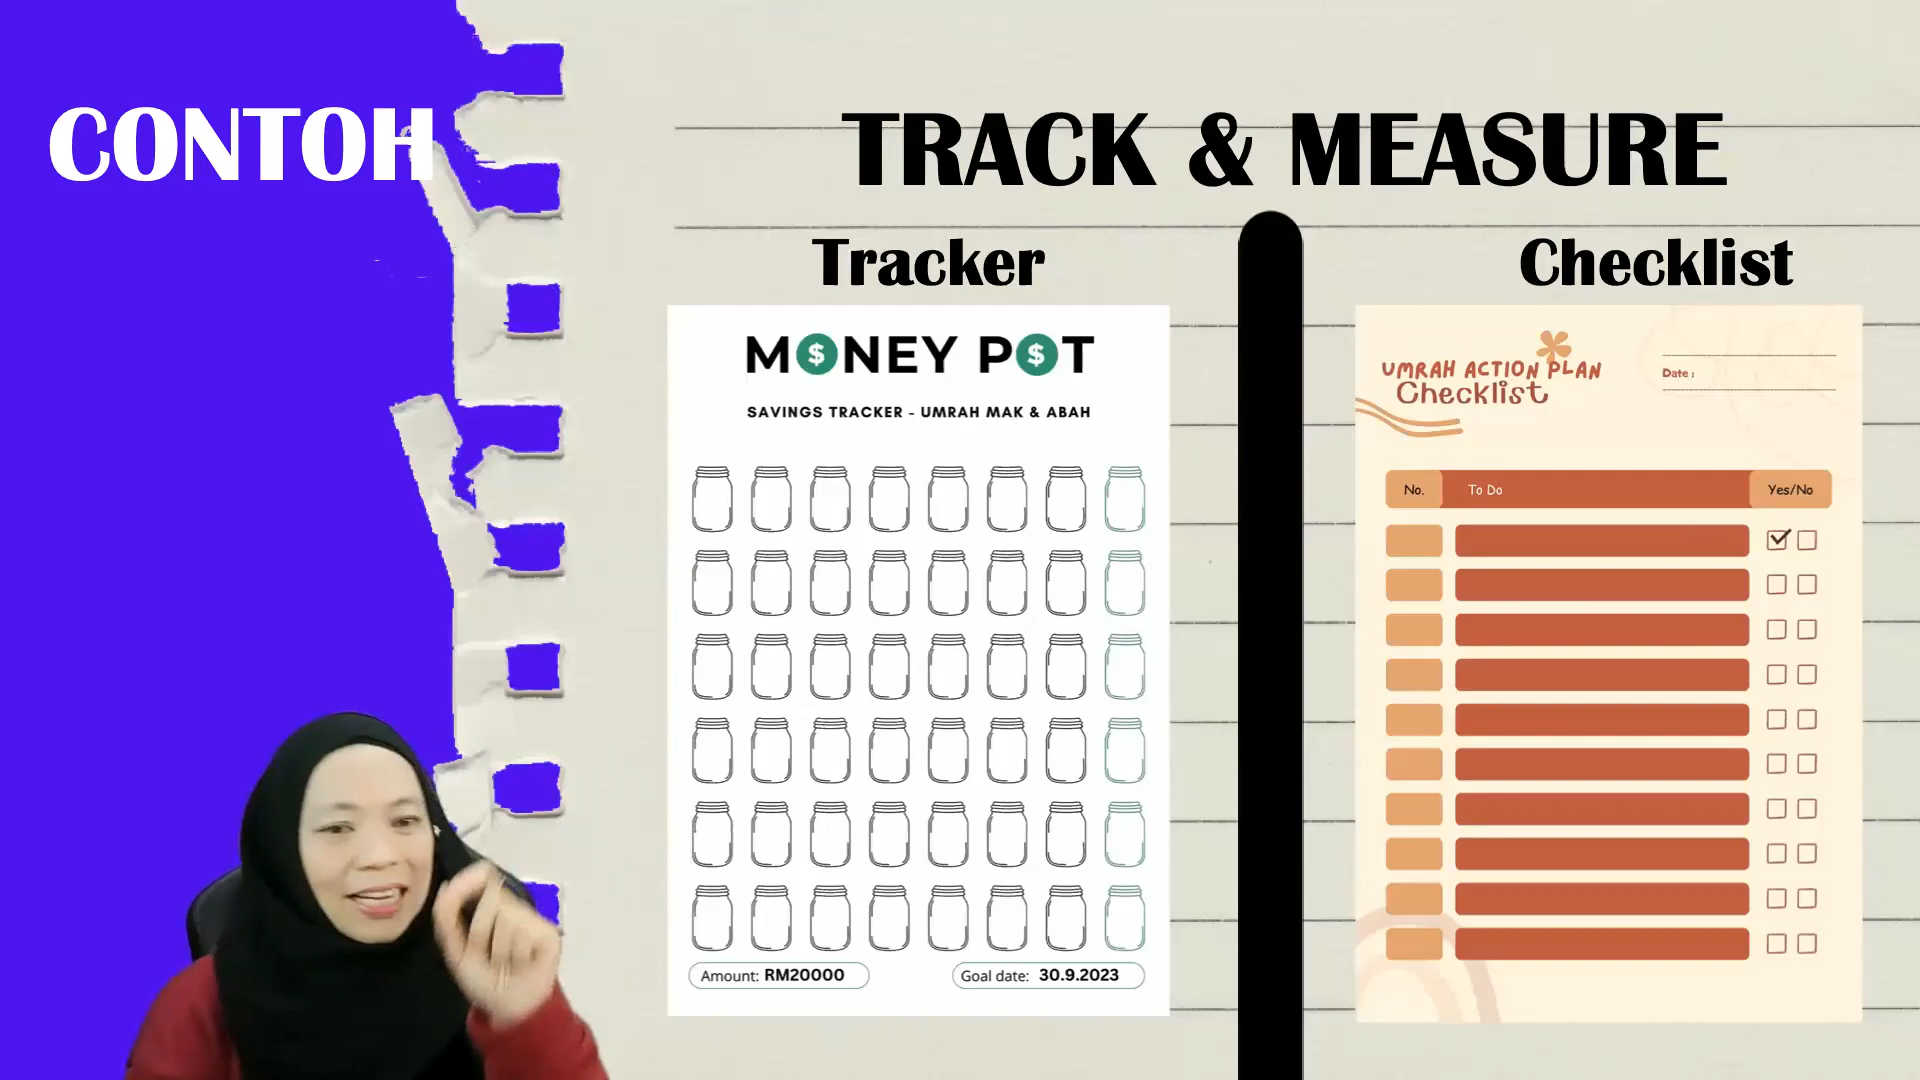 CONTOH
TRACK & MEASURE
Tracker
MONEY POT
SAVINGS TRACKER - UMRAH MAK & ABAH
Amount: RM20000
Goal date: 30.9.2023
Checklist
UMRAH ACTION PLAN
Checklist
Date :
No. To Do Yes/No